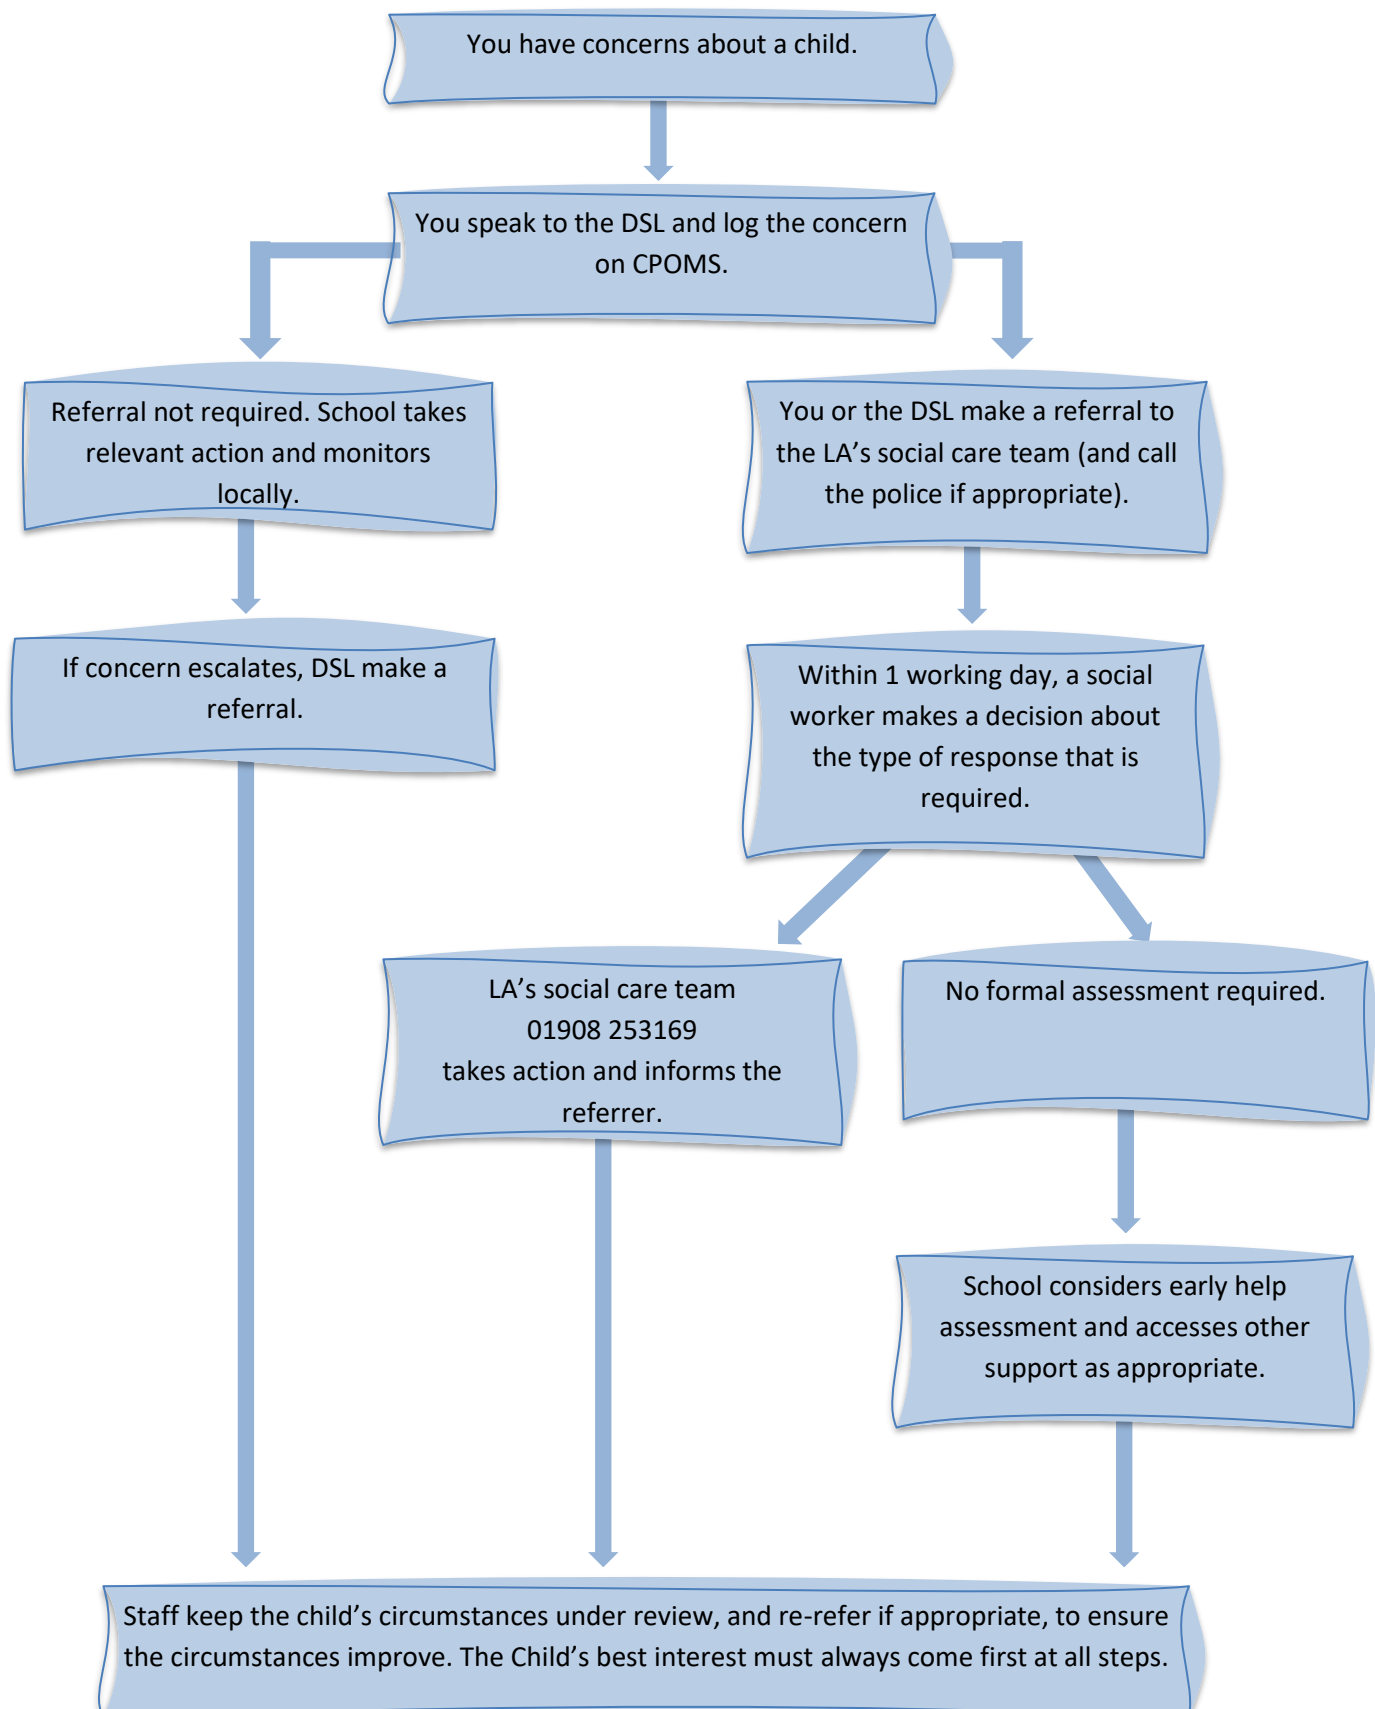 You have concerns about a child.
You speak to the DSL and log the concern
on CPOMS.
Referral not required. School takes
relevant action and monitors
locally.
You or the DSL make a referral to
the LA’s social care team (and call
the police if appropriate).
If concern escalates, DSL make a
referral.
Within 1 working day, a social
worker makes a decision about
the type of response that is
required.
LA’s social care team
01908 253169
takes action and informs the
referrer.
No formal assessment required.
School considers early help
assessment and accesses other
support as appropriate.
Staff keep the child’s circumstances under review, and re-refer if appropriate, to ensure
the circumstances improve. The Child’s best interest must always come first at all steps.